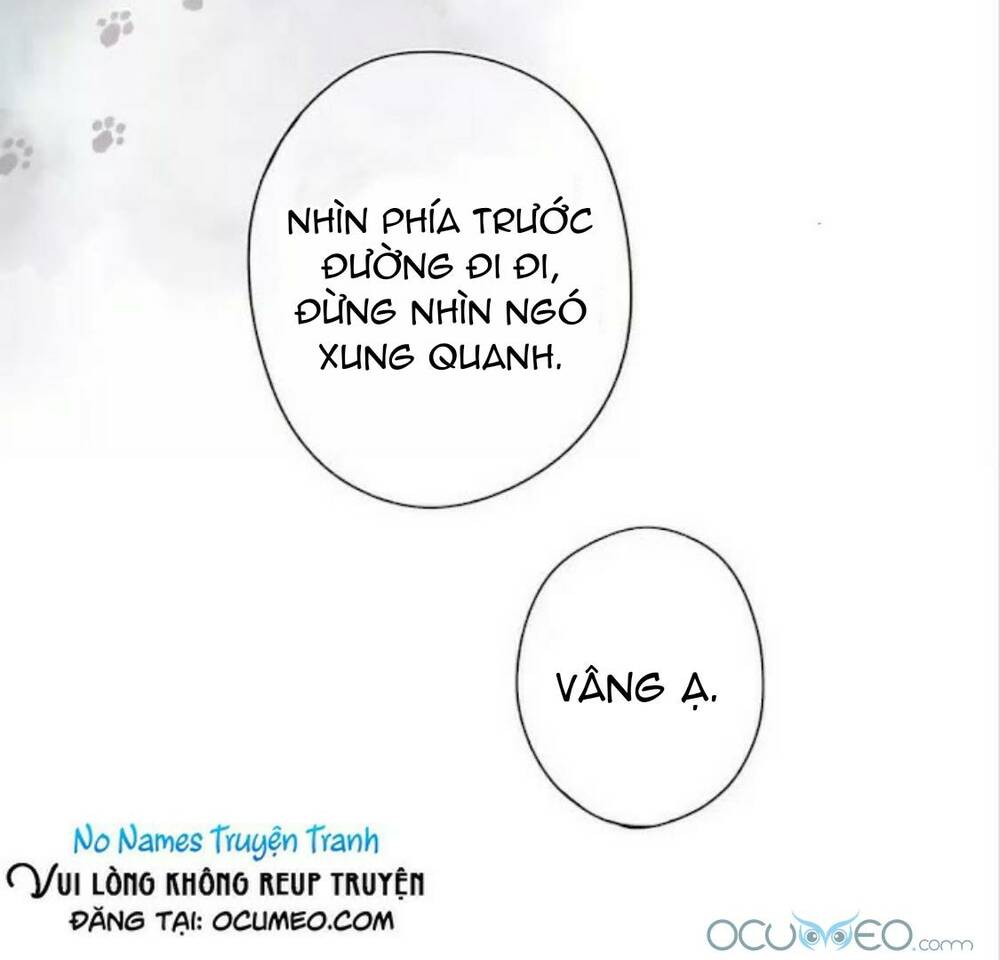 NHÌN PHÍA TRƯỚC
ĐƯỜNG ĐI ĐI,
ĐỪNG NHÌN NGÓ
XUNG QUANH.
VÂNG Ạ.
No Names Truyện Tranh
VUI LÒNG KHÔNG REUP TRUYỆN
ĐĂNG TẠI: OCUMEO.COM
OCUMEO.comm